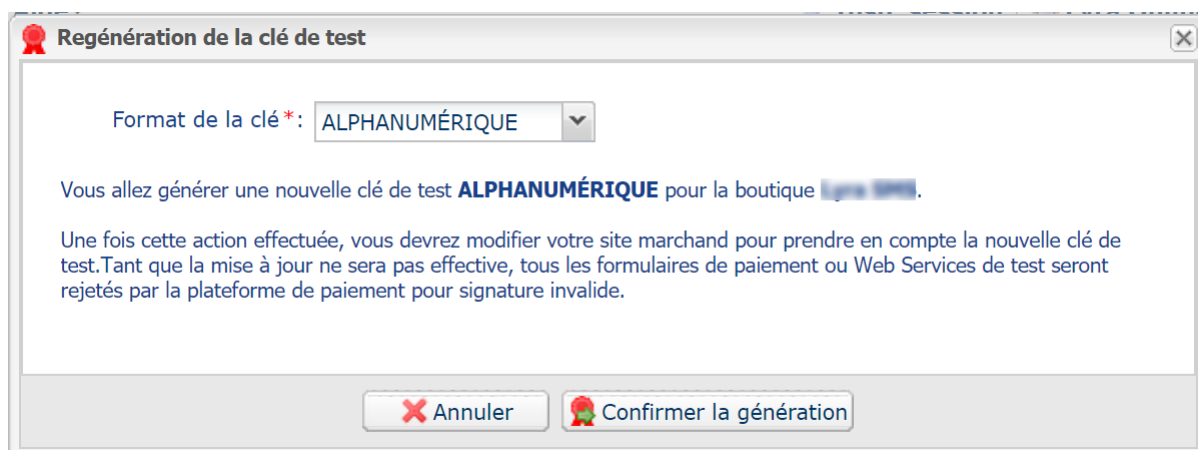 Regénération de la clé de test
Format de la clé*: ALPHANUMÉRIQUE
Vous allez générer une nouvelle clé de test ALPHANUMÉRIQUE pour la boutique .
Une fois cette action effectuée, vous devrez modifier votre site marchand pour prendre en compte la nouvelle clé de
test.Tant que la mise à jour ne sera pas effective, tous les formulaires de paiement ou Web Services de test seront
rejetés par la plateforme de paiement pour signature invalide.
Annuler Confirmer la génération